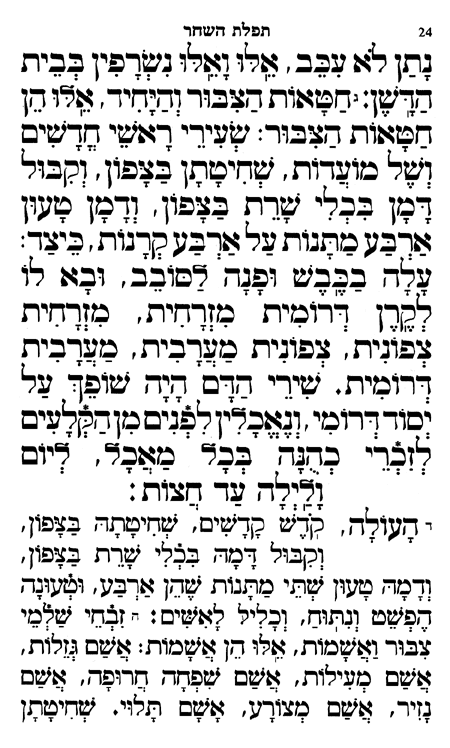 תפלת השחר 24
נָתַן לֹא עִכֵּב, אֵלּוּ וָאֵלּוּ נִשְׂרָפִין בְּבֵית
הַדָּשֶׁן: ג חַטָּאוֹת הַצִּבּוּר וְהַיָּחִיד, אֵלּוּ הֵן
חַטָּאוֹת הַצִּבּוּר: שְׂעִירֵי רָאשֵׁי חֳדָשִׁים
וְשֶׁל מוֹעֲדוֹת, שְׁחִיטָתָן בַּצָּפוֹן, וְקִבּוּל
דָּמָן בִּכְלֵי שָׁרֵת בַּצָּפוֹן, וְדָמָן טָעוּן
אַרְבַּע מַתָּנוֹת עַל אַרְבַּע קְרָנוֹת, כֵּיצַד:
עָלָה בַכֶּבֶשׁ וּפָנָה לַסּוֹבֵב, וּבָא לוֹ
לְקֶרֶן דְּרוֹמִית מִזְרָחִית, מִזְרָחִית
צְפוֹנִית, צְפוֹנִית מַעֲרָבִית, מַעֲרָבִית
דְּרוֹמִית. שְׁיָרֵי הַדָּם הָיָה שׁוֹפֵךְ עַל
יְסוֹד דְּרוֹמִי, וְנֶאֱכָלִין לִפְנִים מִן הַקְּלָעִים
לְזִכְרֵי כְהֻנָּה בְּכָל מַאֲכָל, לְיוֹם
וָלַיְלָה עַד חֲצוֹת:
ד הָעוֹלָה, קֹדֶשׁ קָדָשִׁים, שְׁחִיטָתָהּ בַּצָּפוֹן,
וְקִבּוּל דָּמָהּ בִּכְלֵי שָׁרֵת בַּצָּפוֹן,
וְדָמָהּ טָעוּן שְׁתֵּי מַתָּנוֹת שֶׁהֵן אַרְבַּע, וּטְעוּנָה
הֶפְשֵׁט וְנִתּוּחַ, וְכָלִיל לָאִשִּׁים: ה זִבְחֵי שַׁלְמֵי
צִבּוּר וַאֲשָׁמוֹת, אֵלּוּ הֵן אֲשָׁמוֹת: אֲשַׁם גְּזֵלוֹת,
אֲשַׁם מְעִילוֹת, אֲשַׁם שִׁפְחָה חֲרוּפָה, אֲשַׁם
נָזִיר, אֲשַׁם מְצוֹרָע, אָשָׁם תָּלוּי. שְׁחִיטָתָן